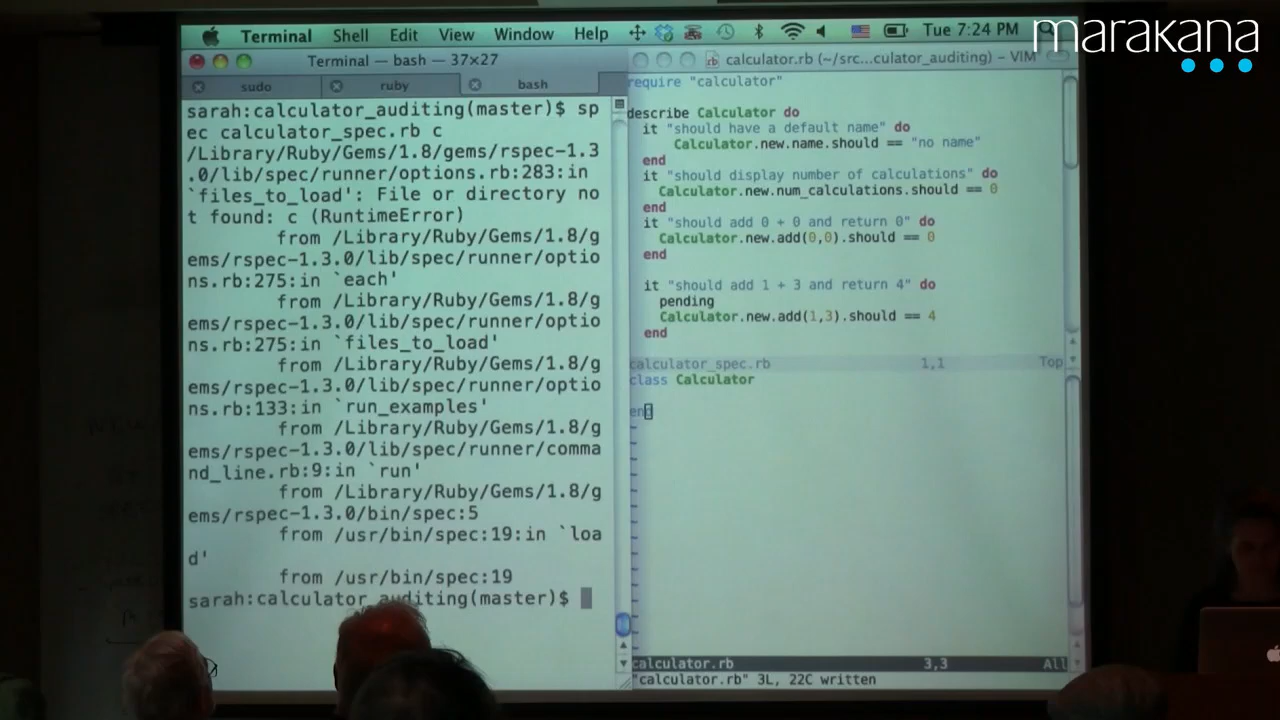 marakana
Terminal Shell Edit View Window Help Tue 7:24 PM
Terminal — bash — 37×27
sudo ruby bash
sarah:calculator_auditing(master)$ sp
ec calculator_spec.rb c
/Library/Ruby/Gems/1.8/gems/rspec-1.3
.0/lib/spec/runner/options.rb:283:in
`files_to_load': File or directory no
t found: c (RuntimeError)
from /Library/Ruby/Gems/1.8/g
ems/rspec-1.3.0/lib/spec/runner/optio
ns.rb:275:in `each'
from /Library/Ruby/Gems/1.8/g
ems/rspec-1.3.0/lib/spec/runner/optio
ns.rb:275:in `files_to_load'
from /Library/Ruby/Gems/1.8/g
ems/rspec-1.3.0/lib/spec/runner/optio
ns.rb:133:in `run_examples'
from /Library/Ruby/Gems/1.8/g
ems/rspec-1.3.0/lib/spec/runner/comma
nd_line.rb:9:in `run'
from /Library/Ruby/Gems/1.8/g
ems/rspec-1.3.0/bin/spec:5
from /usr/bin/spec:19:in `loa
d'
from /usr/bin/spec:19
sarah:calculator_auditing(master)$
calculator.rb (~/src...culator_auditing) – VIM
require "calculator"
describe Calculator do
it "should have a default name" do
Calculator.new.name.should == "no name"
end
it "should display number of calculations" do
Calculator.new.num_calculations.should == 0
end
it "should add 0 + 0 and return 0" do
Calculator.new.add(0,0).should == 0
end
it "should add 1 + 3 and return 4" do
pending
Calculator.new.add(1,3).should == 4
end
calculator_spec.rb 1,1 Top
class Calculator
end
calculator.rb 3,3 All
"calculator.rb" 3L, 22C written